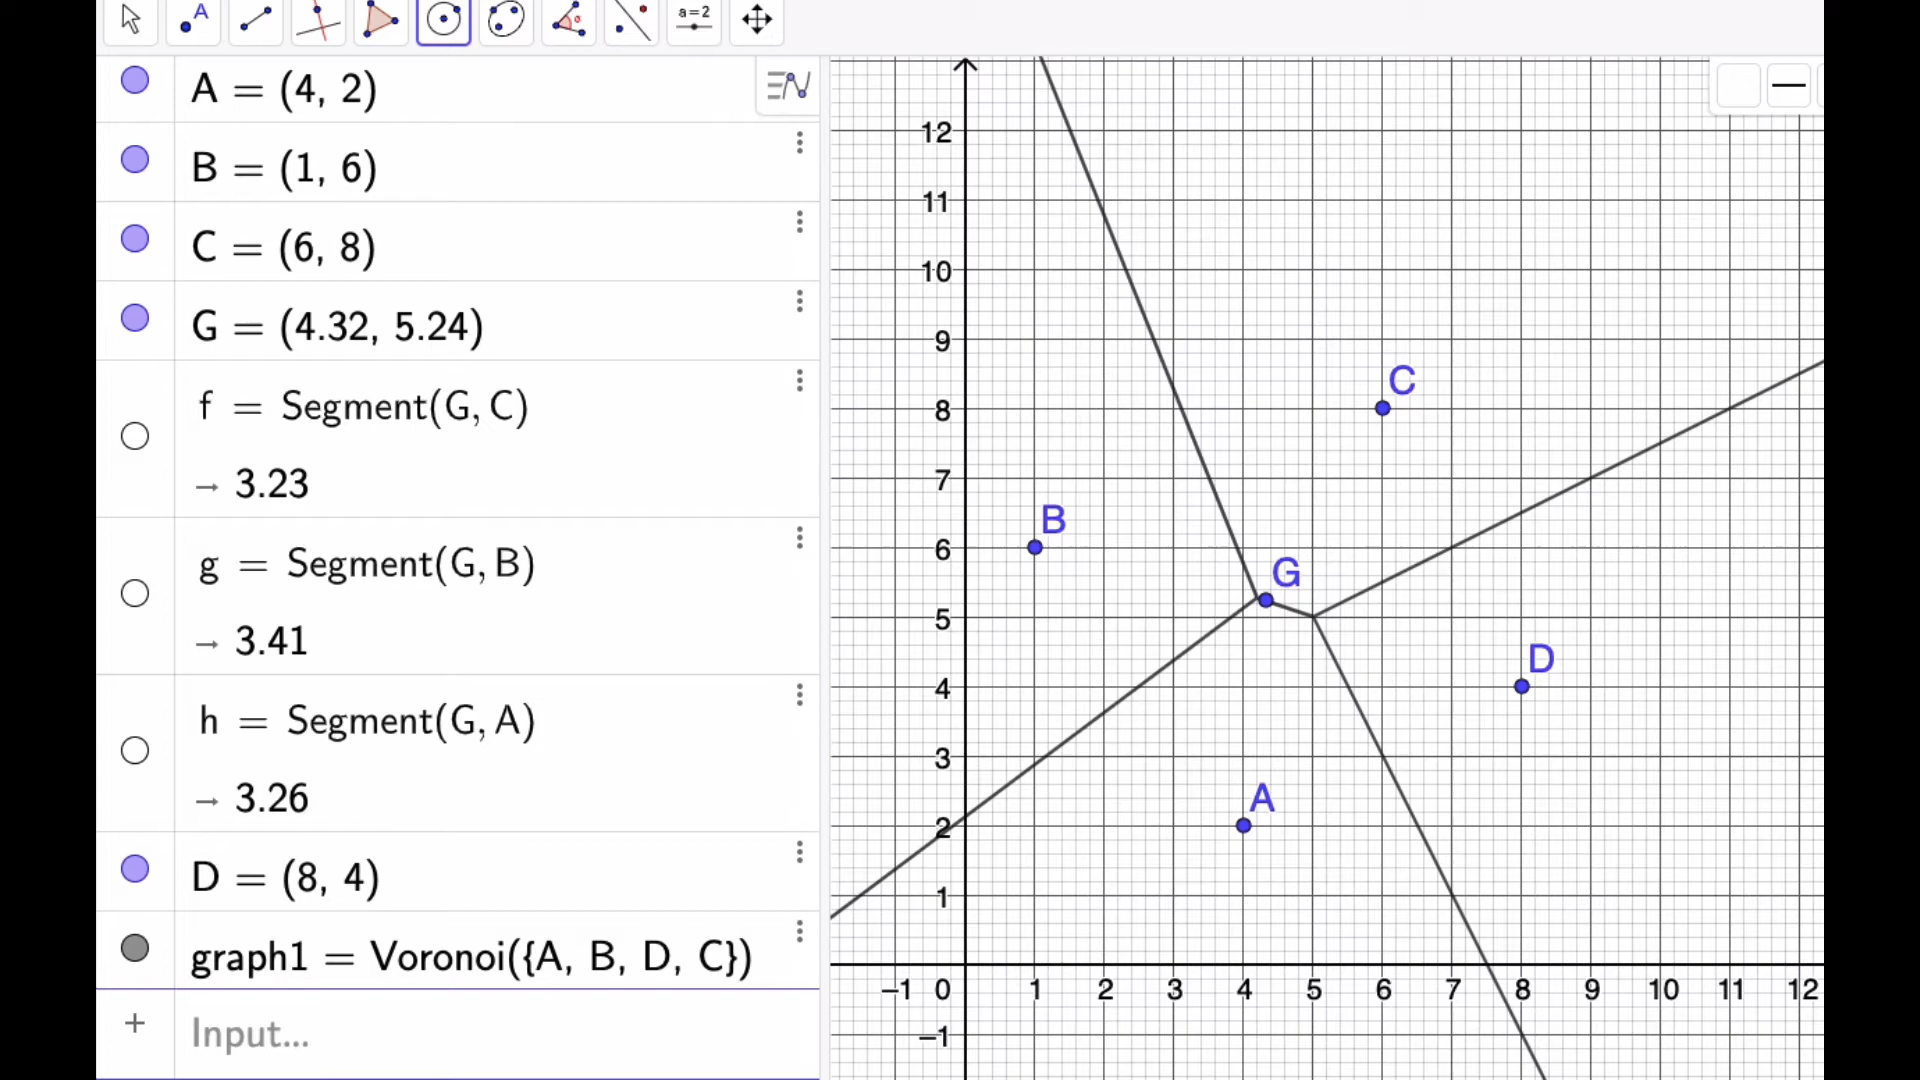 A
α
a=2
A = (4, 2)
B = (1, 6)
C = (6, 8)
G = (4.32, 5.24)
f = Segment(G, C)
→ 3.23
g = Segment(G, B)
→ 3.41
h = Segment(G, A)
→ 3.26
D = (8, 4)
graph1 = Voronoi({A, B, D, C})
+ Input...
12
11
10
9
8
7
6
5
4
3
2
1
−1
−1 0 1 2 3 4 5 6 7 8 9 10 11 12
C
B
G
D
A